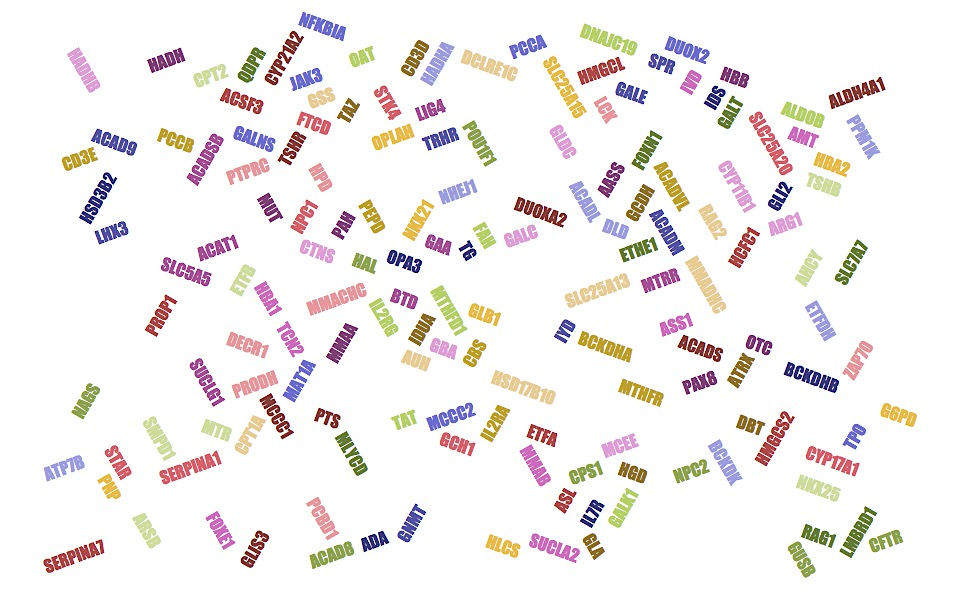 NFKBIA
DNAJC19
DUOX2
PCCA
HADHB
HADH
QDPR
CYP21A2
OAT
CD3D
HADHA
DCLRE1C
SPR
HMGCL
IVD
HBB
CPT2
JAK3
SLC25A15
GALE
IDS
ALDH4A1
ACSF3
GSS
TAZ
STK4
LIG4
LCK
GALT
ALDOB
FTCD
OPLAH
TRHR
POU1F1
GLDC
FOXN1
SLC25A20
ANT
PPM1K
ACAD9
PCCB
GALNS
TSHR
CD3E
ACADSB
PTPRC
HPD
AASS
ACADVL
CYP11B1
HBA2
TSHB
HSD3B2
MUT
NPC1
PAH
PEPD
NKX21
NHEJ1
DUOXA2
ACADL
GCDH
RAG2
GLI2
ARG1
LHX3
DLD
ACADM
ACAT1
CTNS
HAL
OPA3
GAA
TG
FAH
GALC
ETHE1
HCFC1
SLC5A5
ETFB
HBA1
MMACHC
BTD
MTHFD1
SLC25A13
MTRR
MMADHC
AHCY
SLC7A7
PROP1
TCN2
IL2RG
IDUA
GLB1
IYD
ASS1
ETFDH
DECR1
MMAA
GBA
CBS
AUH
BCKDHA
ACADS
OTC
ATRX
ZAP70
SUCLG1
PRODH
MAT1A
HSD17B10
MTHFR
PAX8
BCKDHB
NAGS
MCCC1
PTS
TAT
MCCC2
IL2RA
DBT
G6PD
SMPD1
MTR
CPT1A
MLYCD
GCH1
ETFA
MCEE
HMGCS2
TPO
ATP7B
STAR
SERPINA1
MMAB
CPS1
HGD
NPC2
BCKDK
CYP17A1
PNP
ASL
IL7R
GALK1
NKX25
ARSB
FOXE1
GLIS3
PCBD1
ACAD8
ADA
GNMT
HLCS
SUCLA2
GLA
RAG1
LMBRD1
CFTR
SERPINA7
GUSB